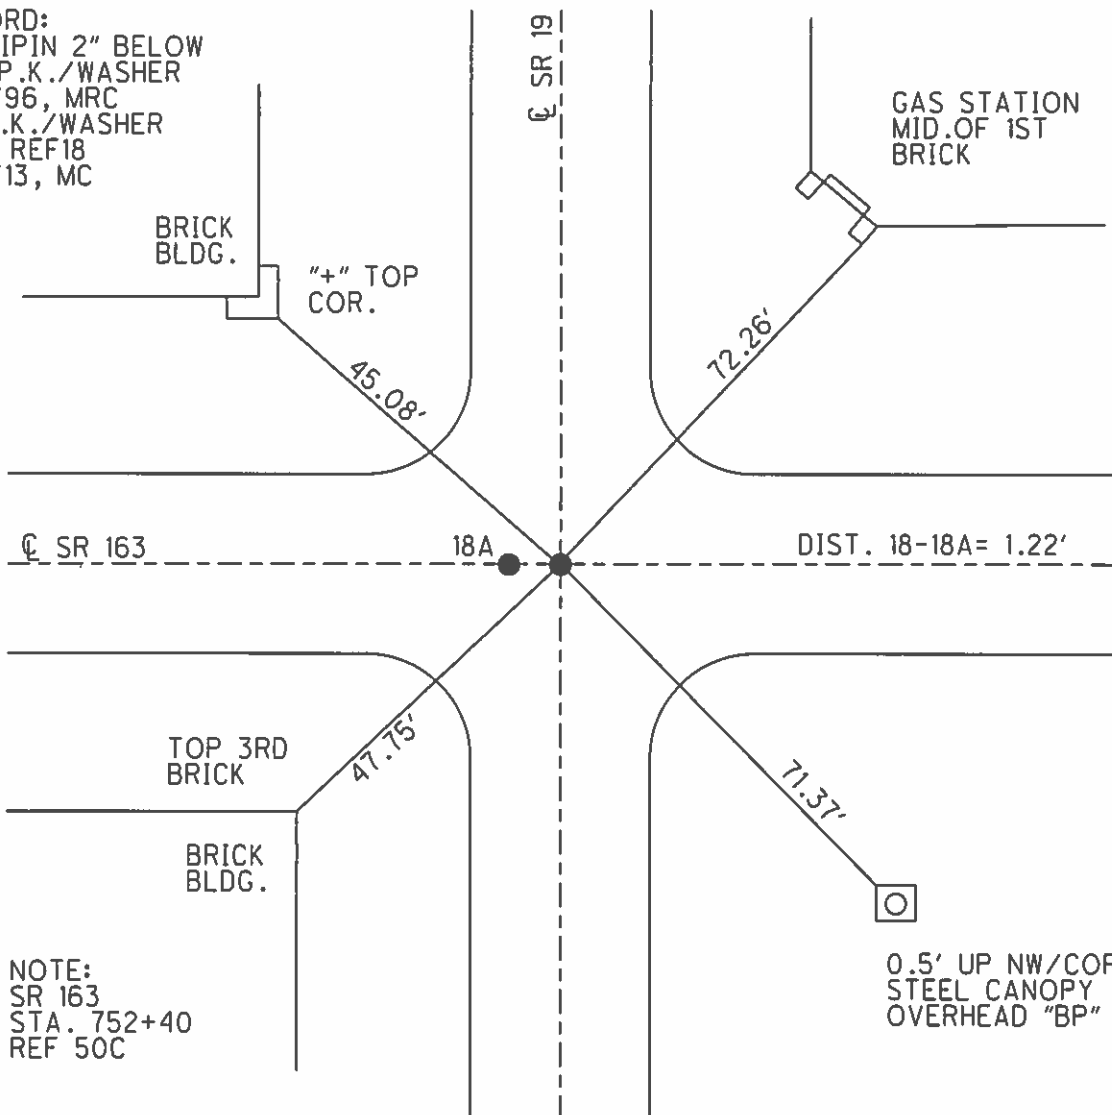 IPIN 2" BELOW
P.K./WASHER
96, MRC
.K./WASHER
REF18
13, MC
℄ SR 19
GAS STATION
MID.OF 1ST
BRICK
BRICK
BLDG.
"+" TOP
COR.
45.08'
72.26'
℄ SR 163
18A
DIST. 18-18A= 1.22'
47.75'
71.37'
TOP 3RD
BRICK
BRICK
BLDG.
NOTE:
SR 163
STA. 752+40
REF 50C
0.5' UP NW/COR
STEEL CANOPY
OVERHEAD "BP"